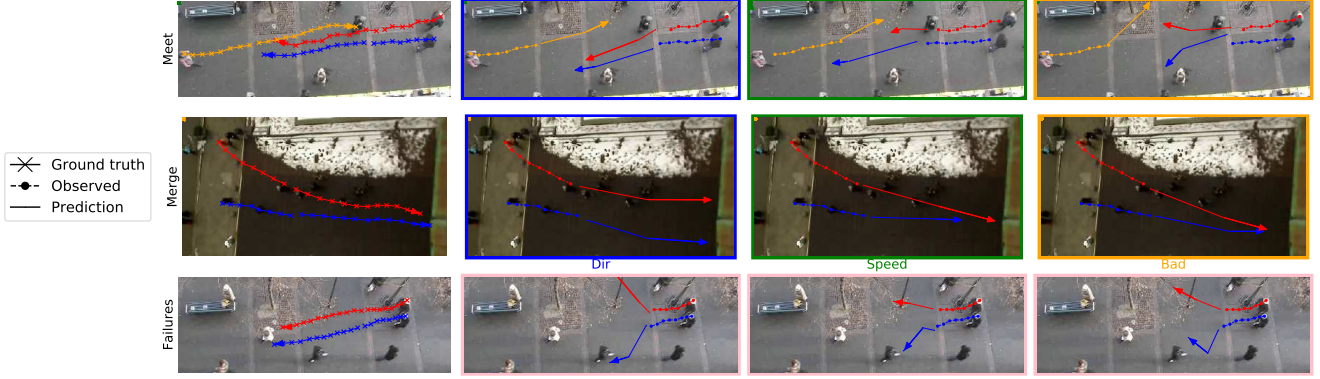 Meet
Ground truth
Observed
Prediction
Merge
Dir
Speed
Bad
Failures